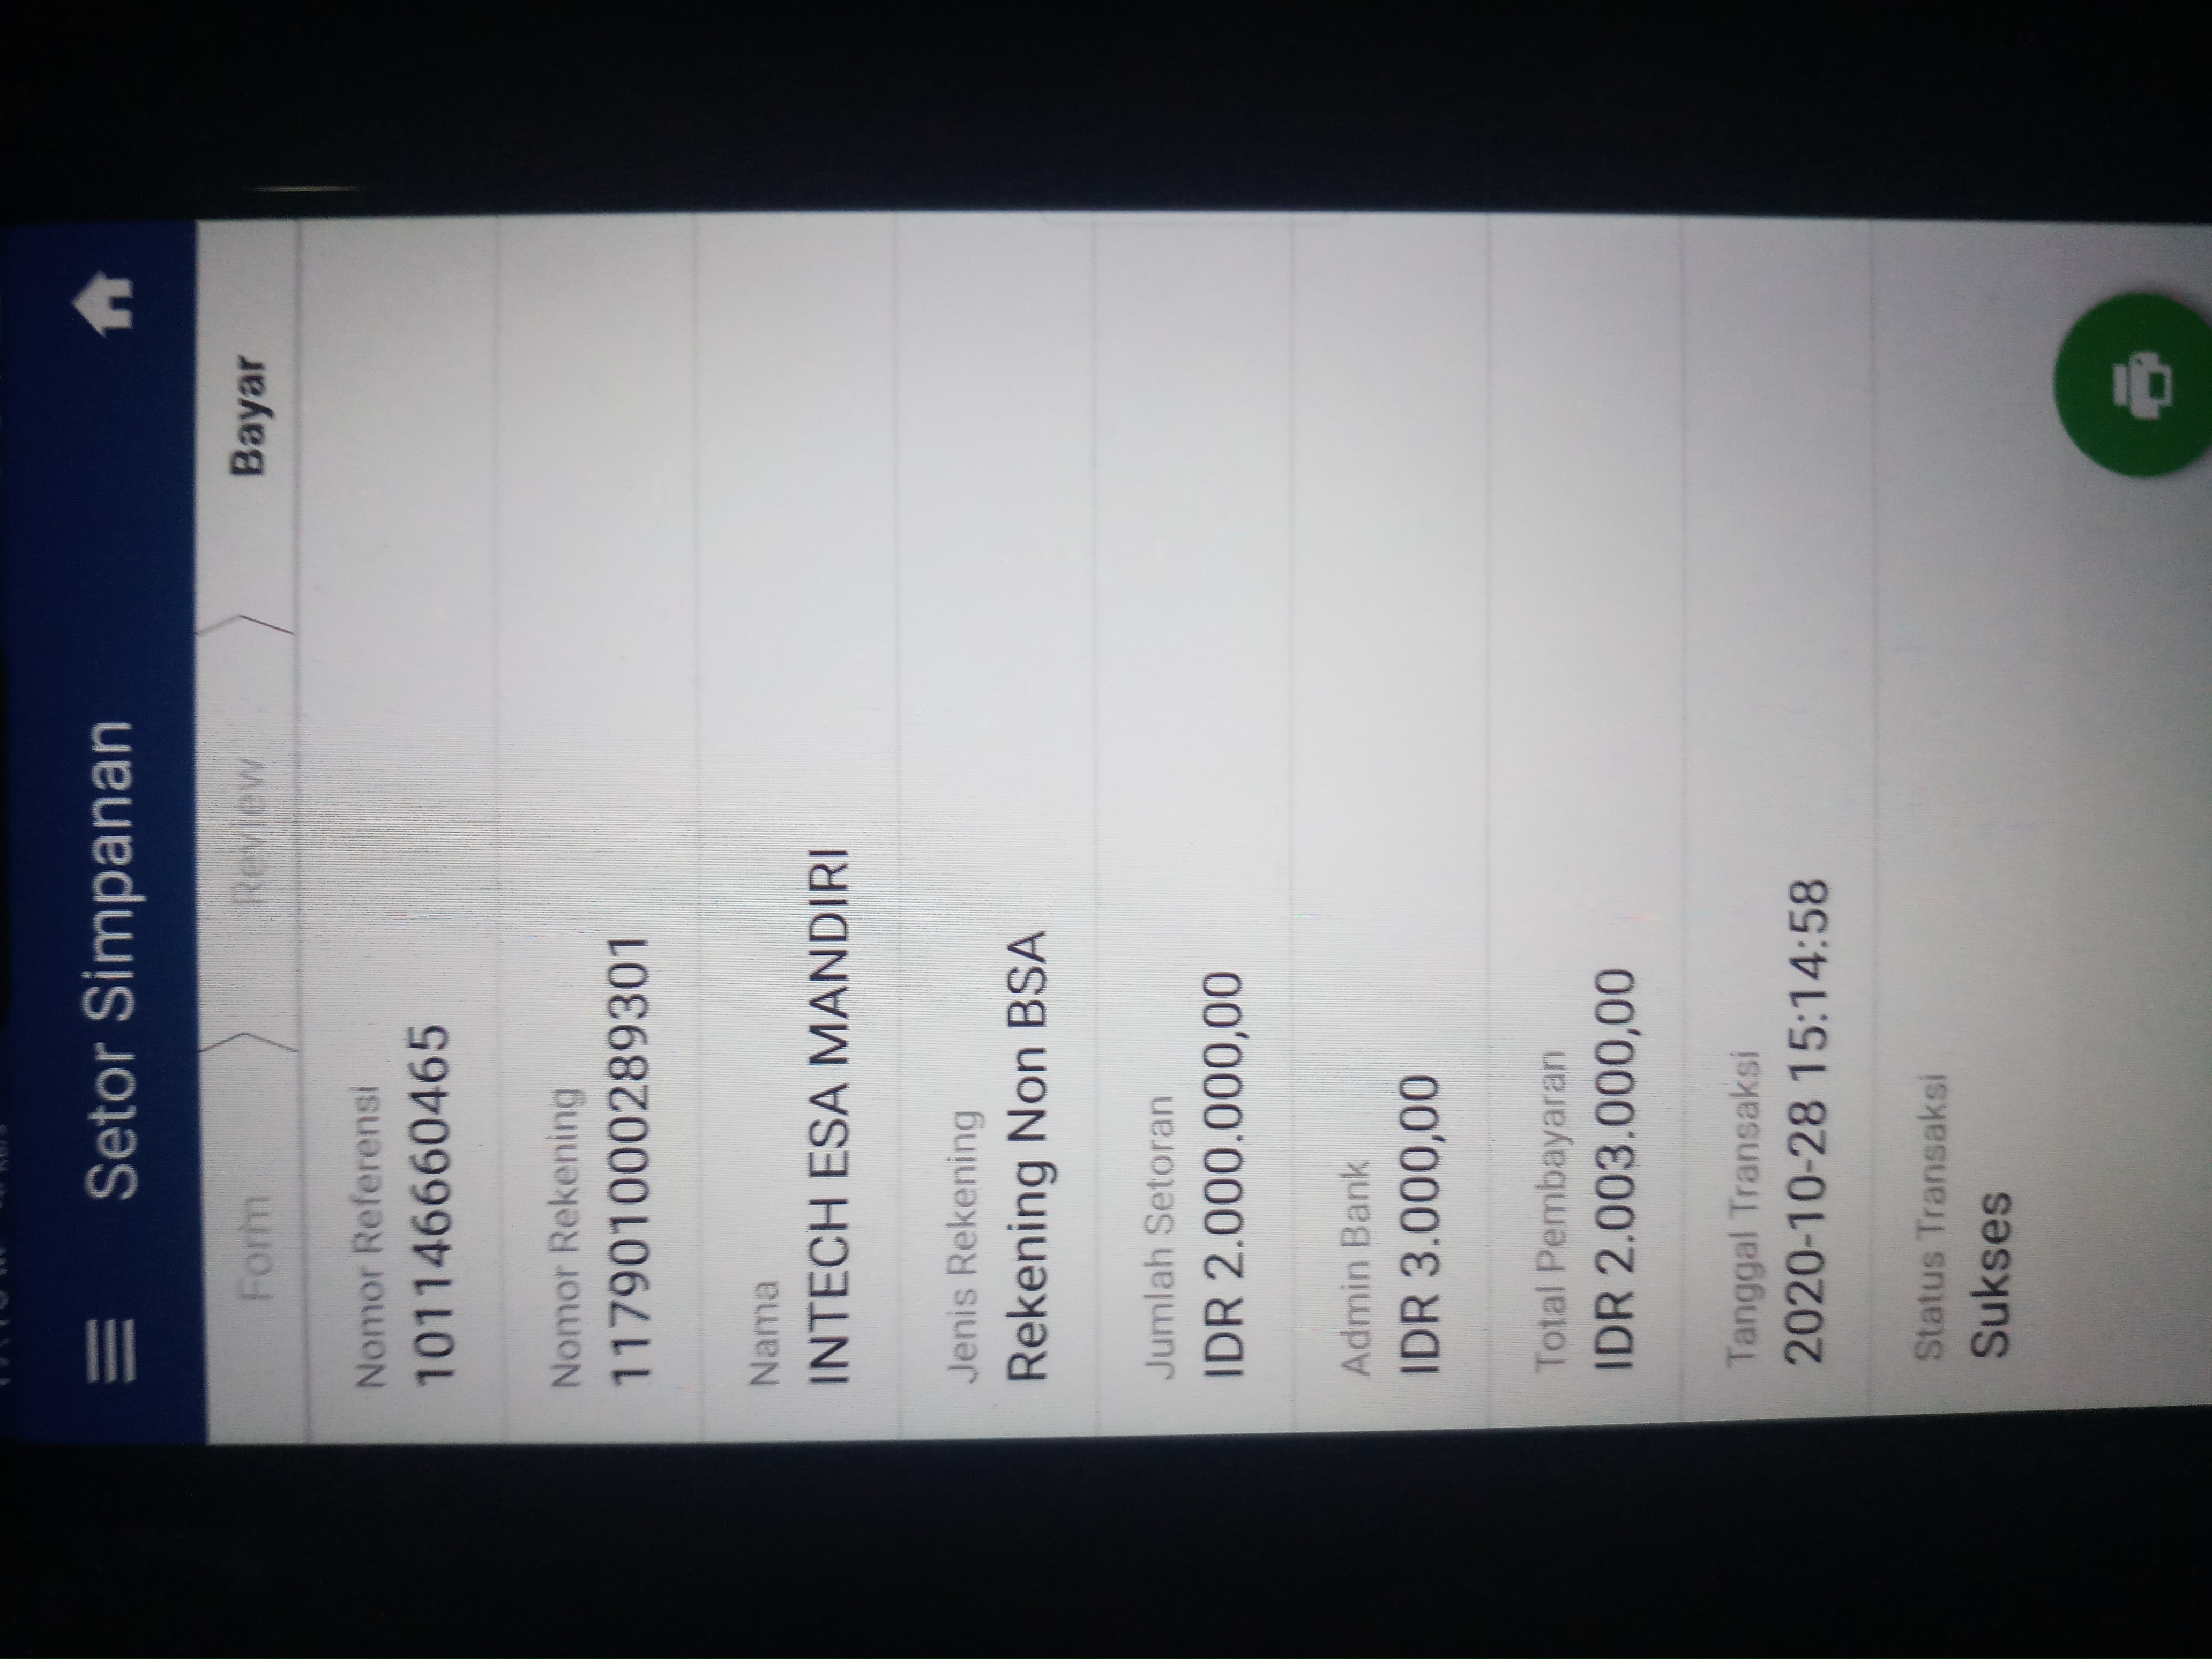 Setor Simpanan
Form
Review
Bayar
Nomor Referensi
101146660465
Nomor Rekening
117901000289301
Nama
INTECH ESA MANDIRI
Jenis Rekening
Rekening Non BSA
Jumlah Setoran
IDR 2.000.000,00
Admin Bank
IDR 3.000,00
Total Pembayaran
IDR 2.003.000,00
Tanggal Transaksi
2020-10-28 15:14:58
Status Transaksi
Sukses